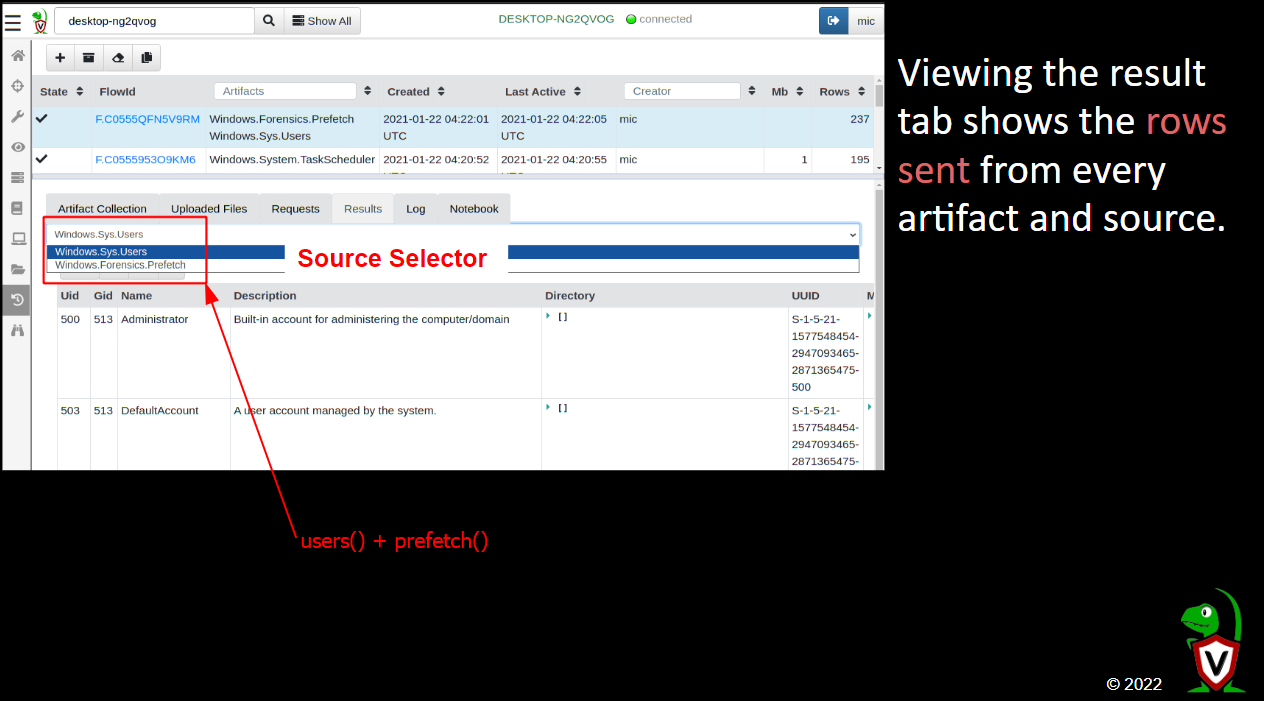 desktop-ng2qvog Show All DESKTOP-NG2QVOG connected mic
State FlowId Artifacts Created Last Active Creator Mb Rows
F.C0555QFN5V9RM Windows.Forensics.Prefetch 2021-01-22 04:22:01 2021-01-22 04:22:05 mic 237
Windows.Sys.Users UTC UTC
F.C0555953O9KM6 Windows.System.TaskScheduler 2021-01-22 04:20:52 2021-01-22 04:20:55 mic 1 195
Artifact Collection Uploaded Files Requests Results Log Notebook
Windows.Sys.Users
Windows.Sys.Users
Windows.Forensics.Prefetch
Source Selector
Uid Gid Name Description Directory UUID M
500 513 Administrator Built-in account for administering the computer/domain [] S-1-5-21-
1577548454-
2947093465-
2871365475-
500
503 513 DefaultAccount A user account managed by the system. [] S-1-5-21-
1577548454-
2947093465-
2871365475-
users() + prefetch()
Viewing the result
tab shows the rows
sent from every
artifact and source.
© 2022
V